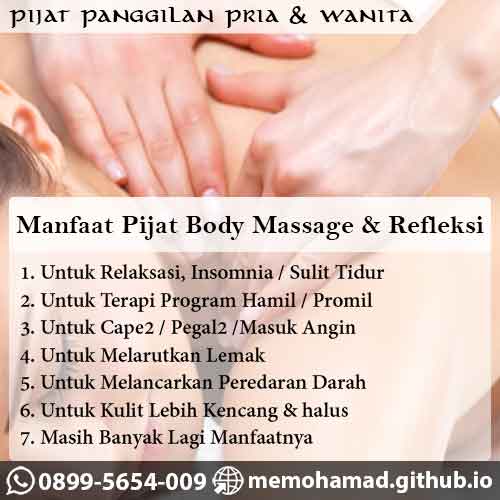 Pijat Panggilan Pria & Wanita
Manfaat Pijat Body Massage & Refleksi
1. Untuk Relaksasi, Insomnia / Sulit Tidur
2. Untuk Terapi Program Hamil / Promil
3. Untuk Cape2 / Pegal2 /Masuk Angin
4. Untuk Melarutkan Lemak
5. Untuk Melancarkan Peredaran Darah
6. Untuk Kulit Lebih Kencang & halus
7. Masih Banyak Lagi Manfaatnya
0899-5654-009 memohamad.github.io